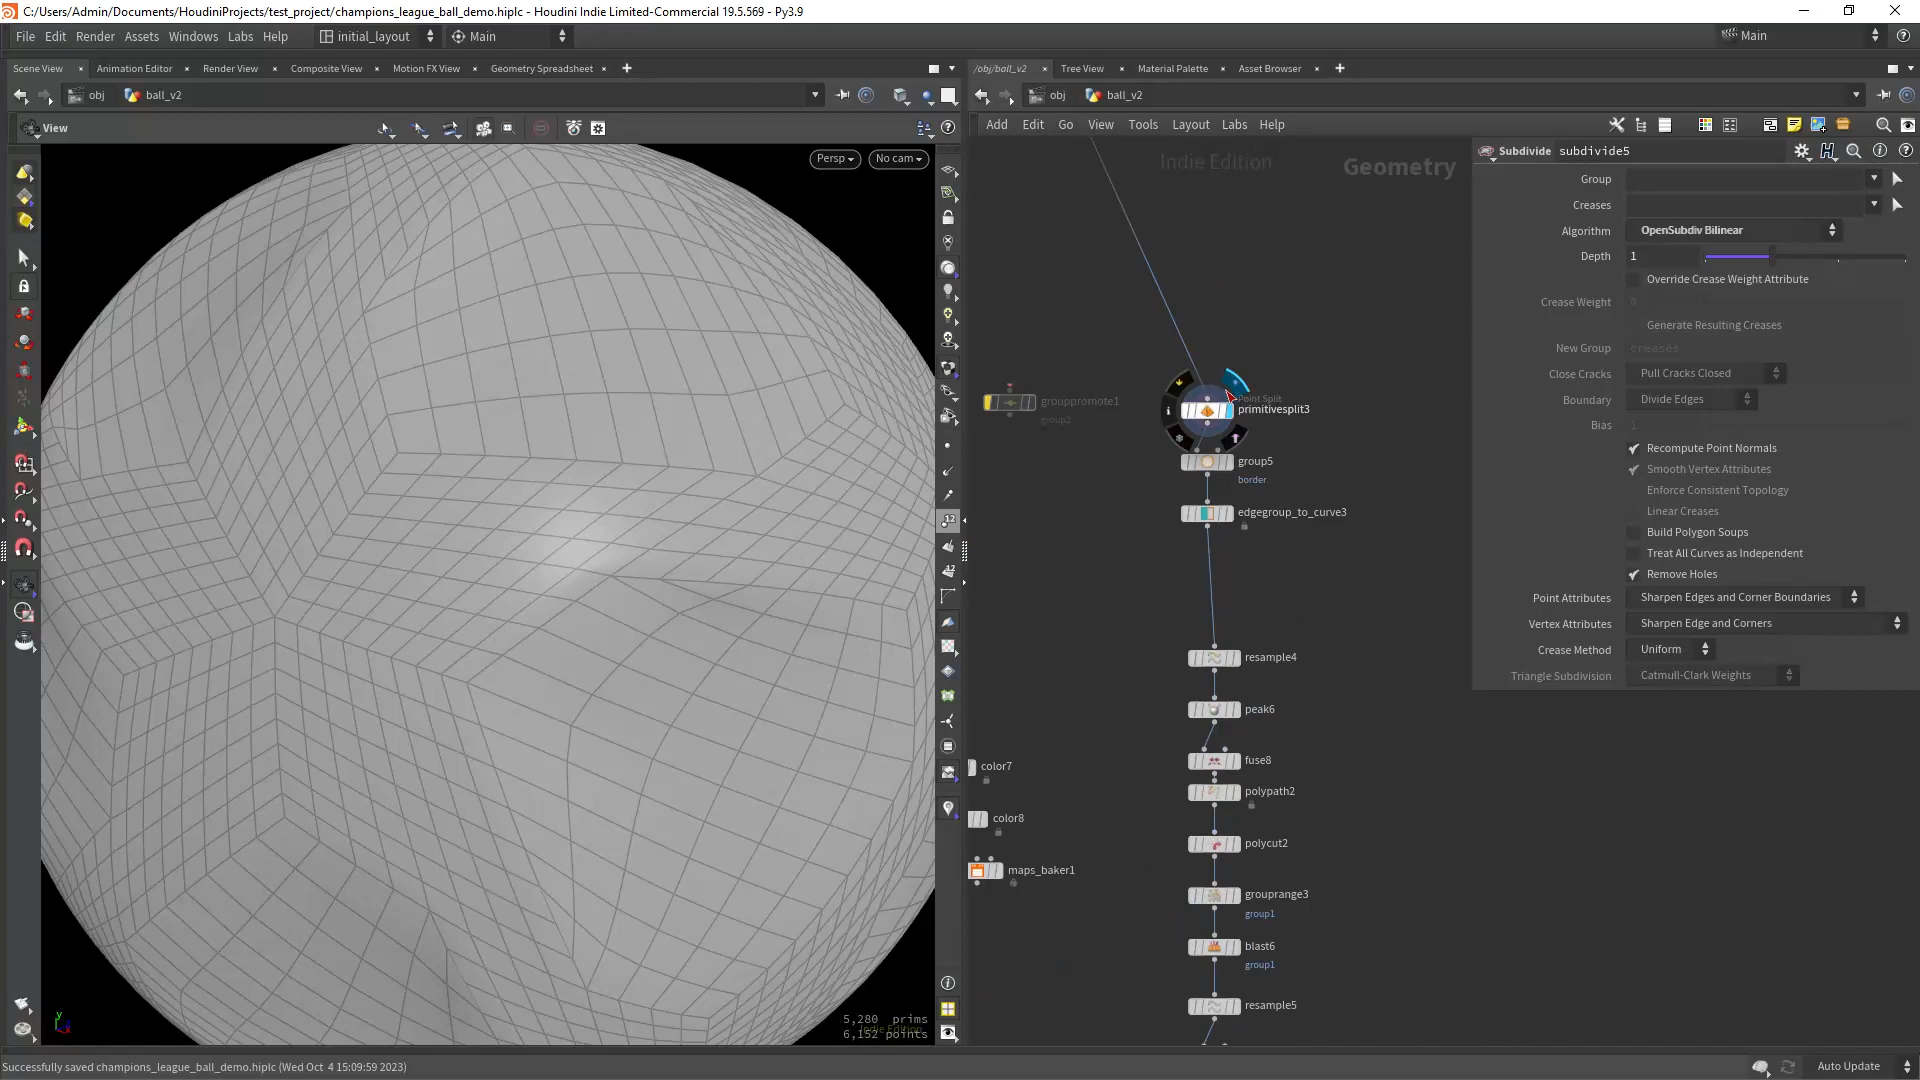 C:/Users/Admin/Documents/HoudiniProjects/test_project/champions_league_ball_demo.hiplc - Houdini Indie Limited-Commercial 19.5.569 - Py3.9
File Edit Render Assets Windows Labs Help initial_layout Main Main
Scene View Animation Editor Render View Composite View Motion FX View Geometry Spreadsheet
/obj/ball_v2 Tree View Material Palette Asset Browser
obj ball_v2
obj ball_v2
View
Add Edit Go View Tools Layout Labs Help
Persp No cam
Indie Edition
Geometry
Subdivide subdivide5
Group
Creases
Algorithm OpenSubdiv Bilinear
Depth 1
Override Crease Weight Attribute
Crease Weight 0
Generate Resulting Creases
New Group creases
Close Cracks Pull Cracks Closed
Boundary Divide Edges
Bias 1
Recompute Point Normals
Smooth Vertex Attributes
Enforce Consistent Topology
Linear Creases
Build Polygon Soups
Treat All Curves as Independent
Remove Holes
Point Attributes Sharpen Edges and Corner Boundaries
Vertex Attributes Sharpen Edge and Corners
Crease Method Uniform
Triangle Subdivision Catmull-Clark Weights
grouppromote1
group2
Point Split
primitivesplit3
group5
border
edgegroup_to_curve3
resample4
peak6
fuse8
color7
polypath2
color8
polycut2
maps_baker1
grouprange3
group1
blast6
group1
resample5
12
12
y
x
5,280 prims
Indie Edition
6,152 points
Successfully saved champions_league_ball_demo.hiplc (Wed Oct 4 15:09:59 2023)
Auto Update